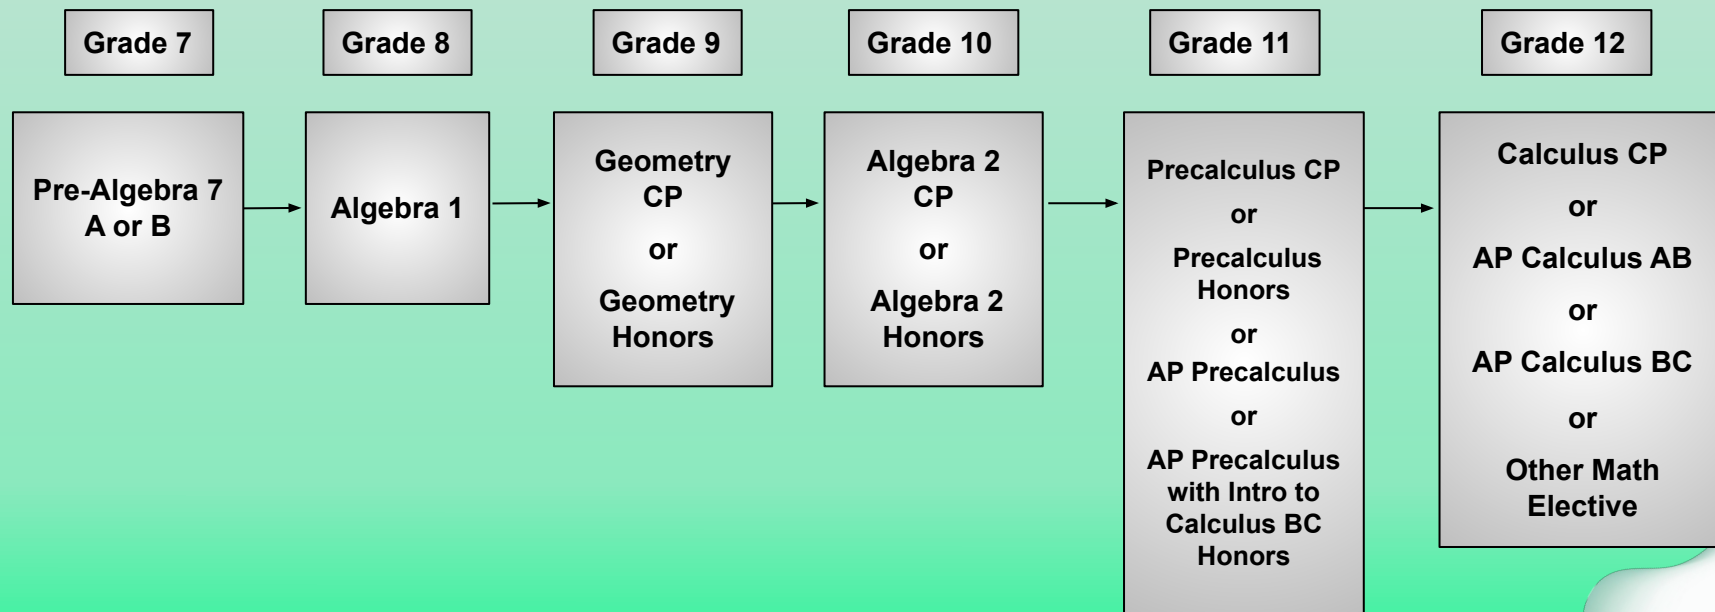 Grade 7
Grade 8
Grade 9
Grade 10
Grade 11
Grade 12
Pre-Algebra 7
A or B
Algebra 1
Geometry
CP
or
Geometry
Honors
Algebra 2
CP
or
Algebra 2
Honors
Precalculus CP
or
Precalculus
Honors
or
AP Precalculus
or
AP Precalculus
with Intro to
Calculus BC
Honors
Calculus CP
or
AP Calculus AB
or
AP Calculus BC
or
Other Math
Elective